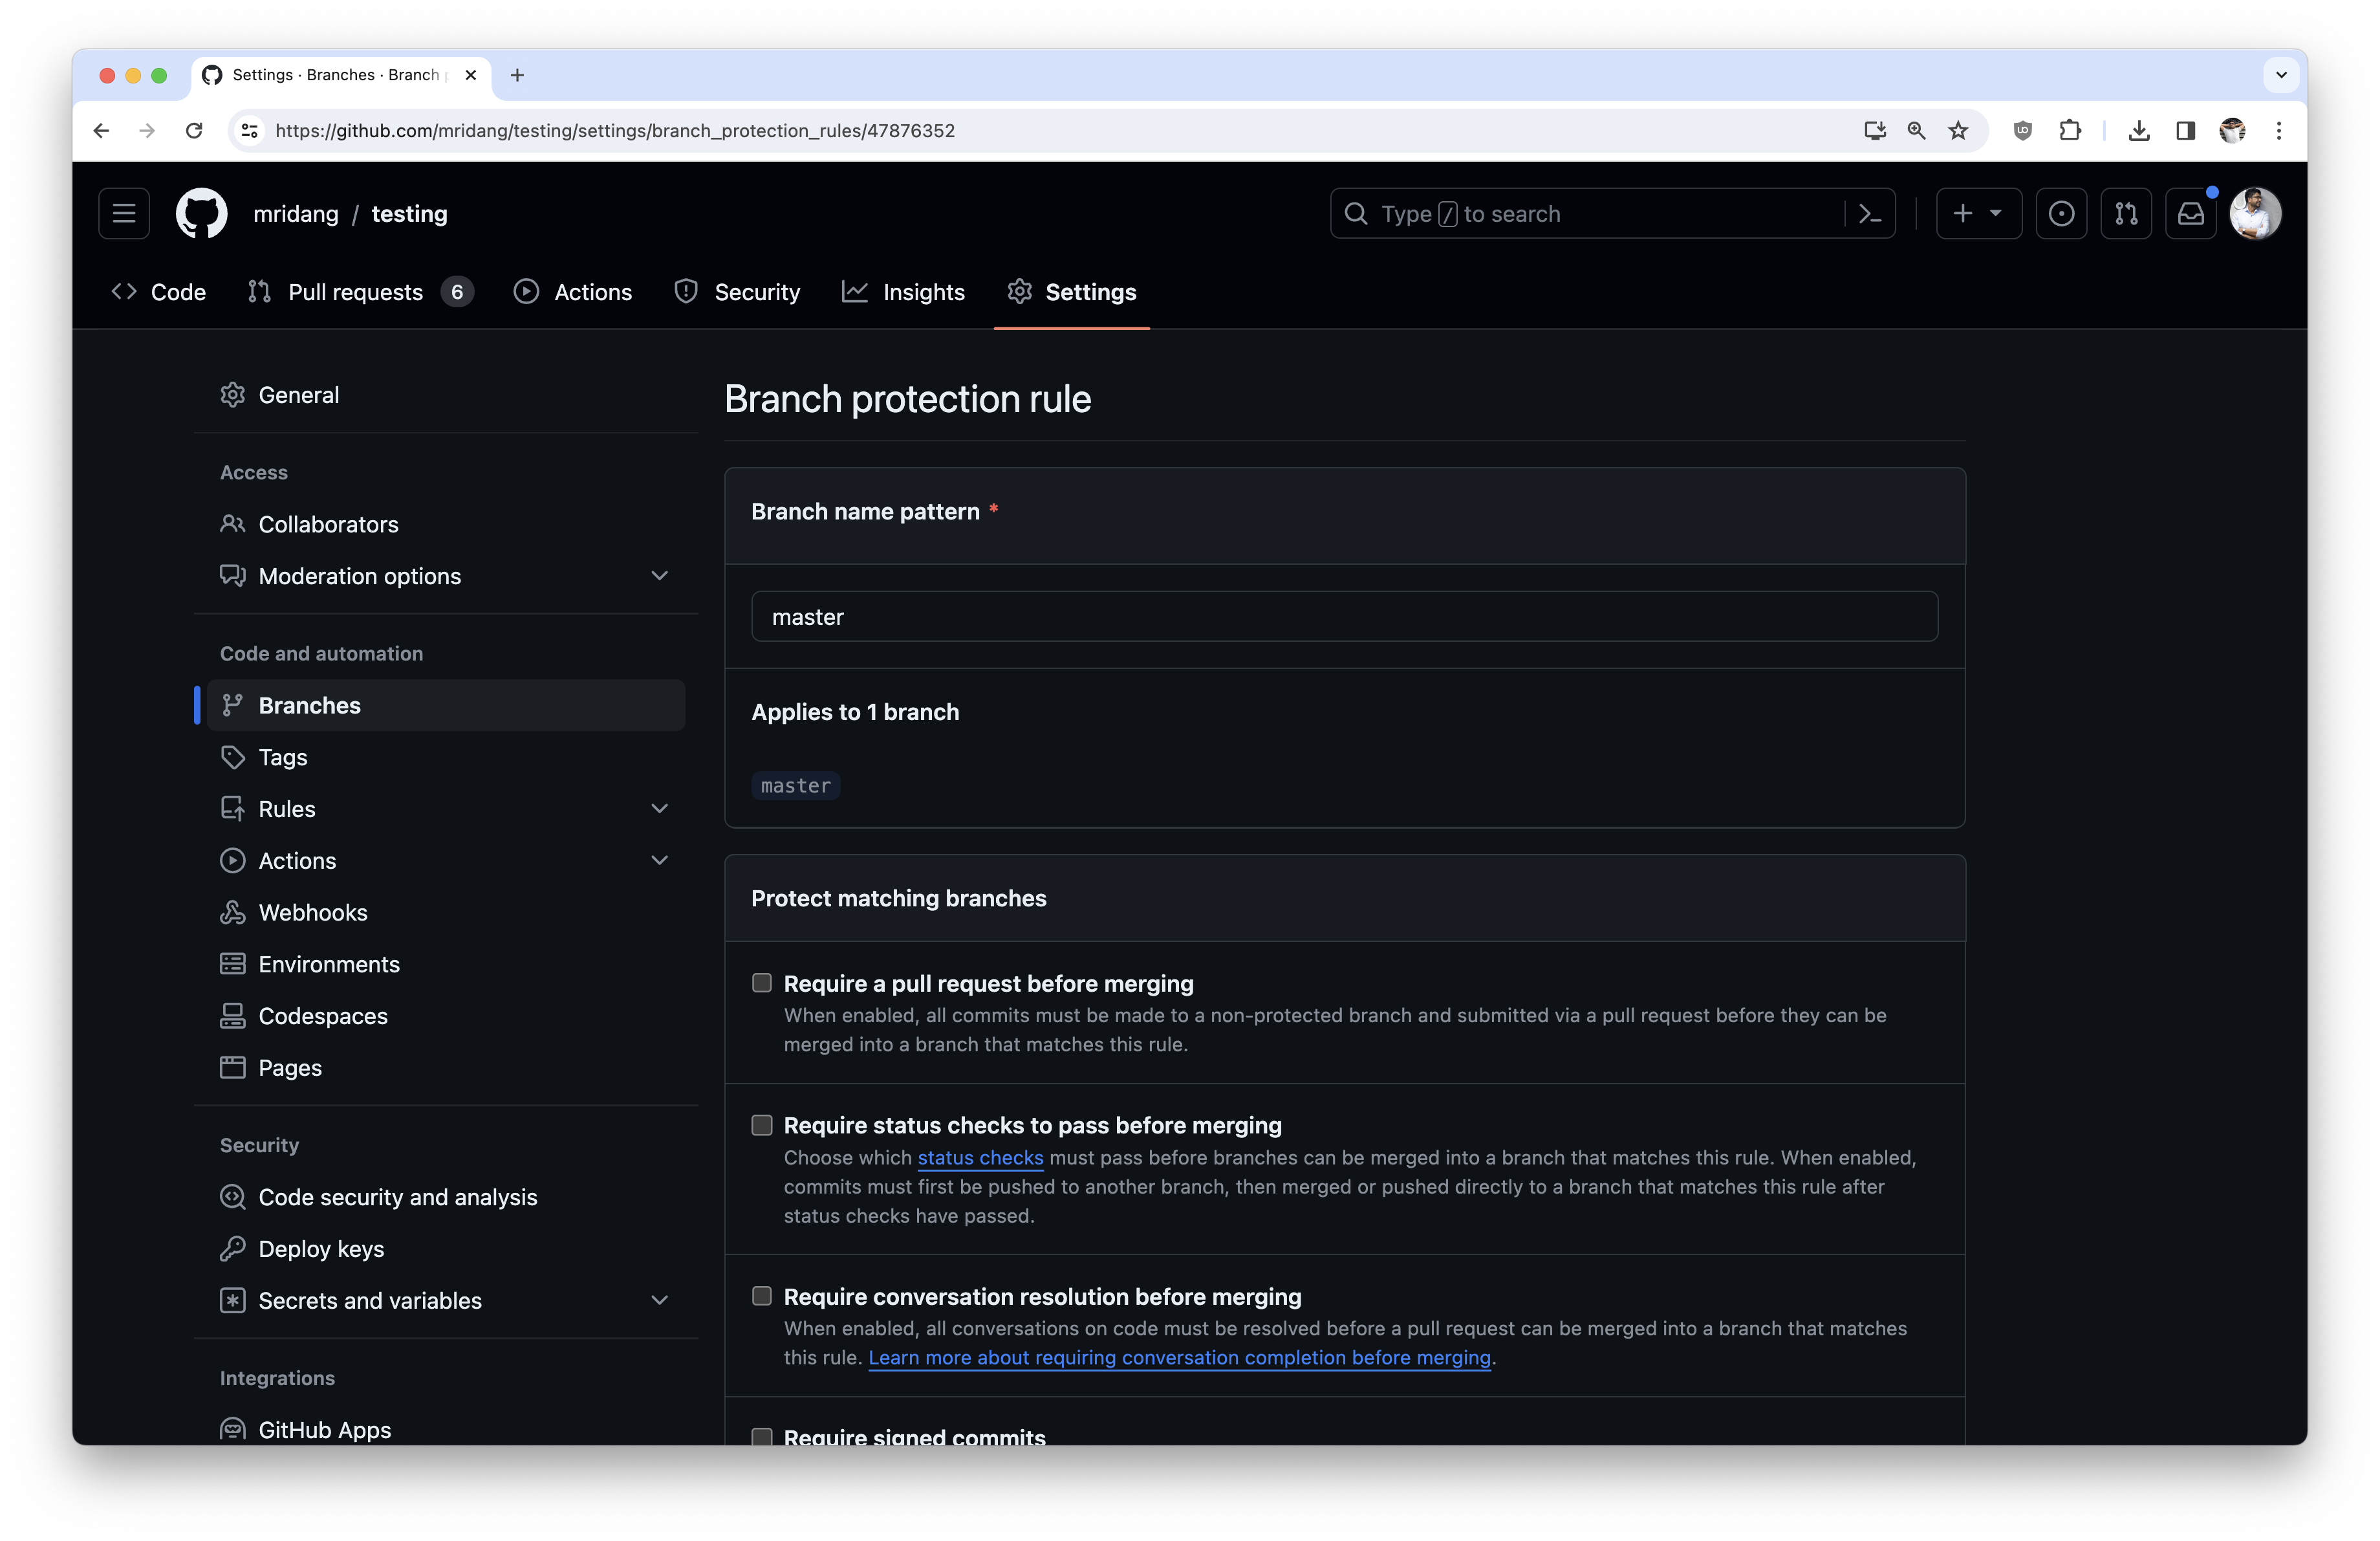 Settings · Branches · Branch
https://github.com/mridang/testing/settings/branch_protection_rules/47876352
mridang / testing
Type / to search
Code
Pull requests 6
Actions
Security
Insights
Settings
General
Access
Collaborators
Moderation options
Code and automation
Branches
Tags
Rules
Actions
Webhooks
Environments
Codespaces
Pages
Security
Code security and analysis
Deploy keys
Secrets and variables
Integrations
GitHub Apps
Branch protection rule
Branch name pattern *
master
Applies to 1 branch
master
Protect matching branches
Require a pull request before merging
When enabled, all commits must be made to a non-protected branch and submitted via a pull request before they can be
merged into a branch that matches this rule.
Require status checks to pass before merging
Choose which status checks must pass before branches can be merged into a branch that matches this rule. When enabled,
commits must first be pushed to another branch, then merged or pushed directly to a branch that matches this rule after
status checks have passed.
Require conversation resolution before merging
When enabled, all conversations on code must be resolved before a pull request can be merged into a branch that matches
this rule. Learn more about requiring conversation completion before merging.
Require signed commits